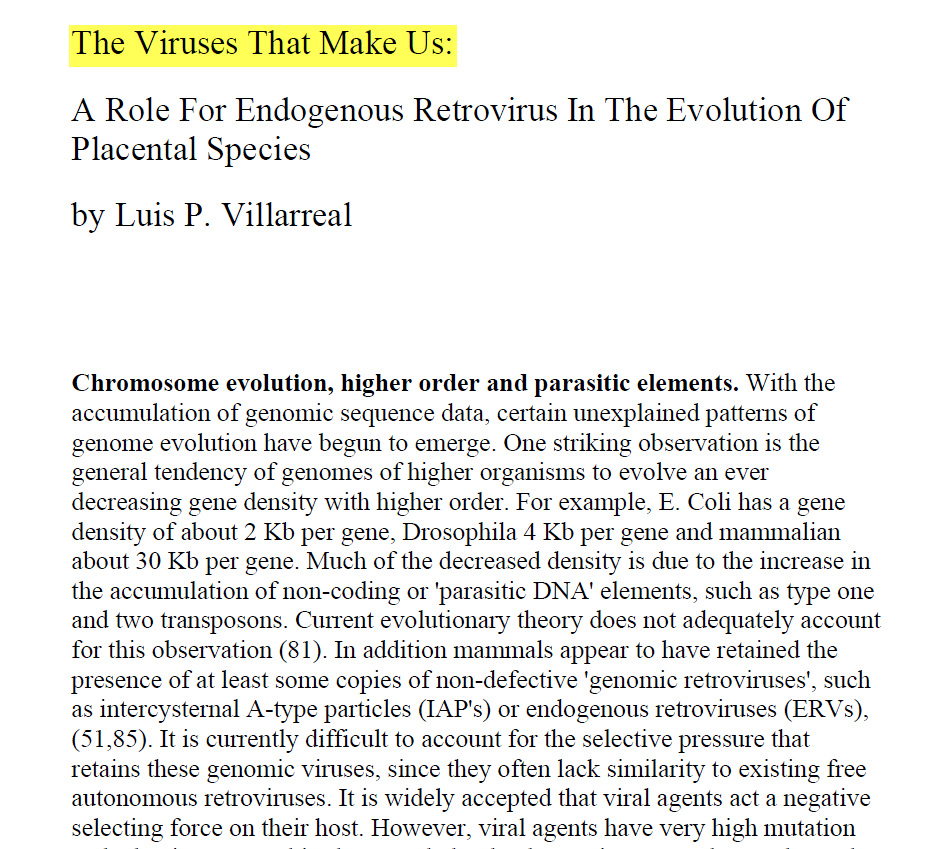 The Viruses That Make Us:
A Role For Endogenous Retrovirus In The Evolution Of
Placental Species
by Luis P. Villarreal
Chromosome evolution, higher order and parasitic elements. With the
accumulation of genomic sequence data, certain unexplained patterns of
genome evolution have begun to emerge. One striking observation is the
general tendency of genomes of higher organisms to evolve an ever
decreasing gene density with higher order. For example, E. Coli has a gene
density of about 2 Kb per gene, Drosophila 4 Kb per gene and mammalian
about 30 Kb per gene. Much of the decreased density is due to the increase in
the accumulation of non-coding or 'parasitic DNA' elements, such as type one
and two transposons. Current evolutionary theory does not adequately account
for this observation (81). In addition mammals appear to have retained the
presence of at least some copies of non-defective 'genomic retroviruses', such
as intercysternal A-type particles (IAP's) or endogenous retroviruses (ERVs),
(51,85). It is currently difficult to account for the selective pressure that
retains these genomic viruses, since they often lack similarity to existing free
autonomous retroviruses. It is widely accepted that viral agents act a negative
selecting force on their host. However, viral agents have very high mutation